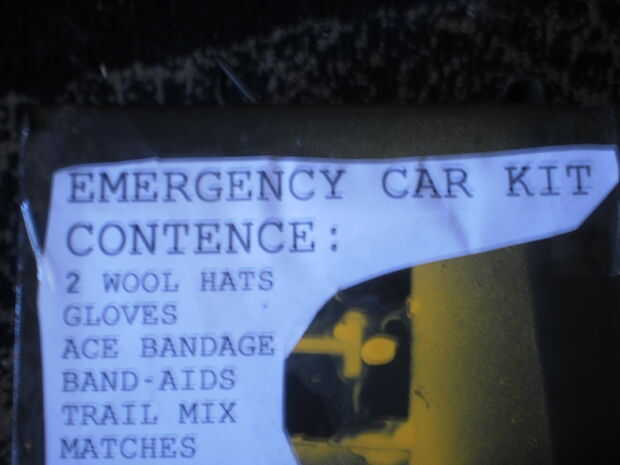 EMERGENCY CAR KIT
CONTENCE:
2 WOOL HATS
GLOVES
ACE BANDAGE
BAND-AIDS
TRAIL MIX
MATCHES